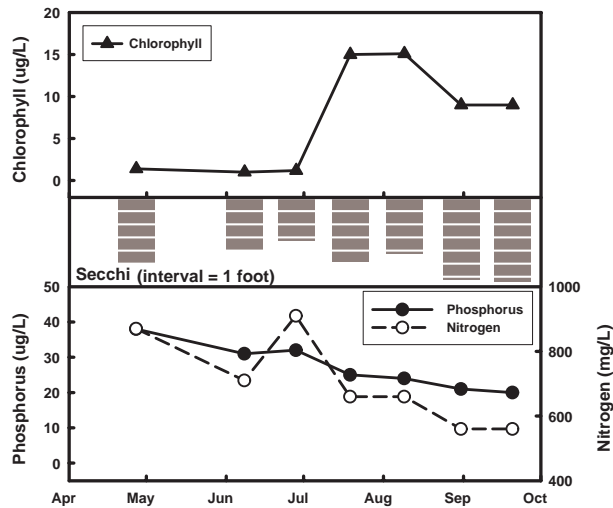 20
15
10
5
0
Chlorophyll (ug/L)
Chlorophyll
Secchi (interval = 1 foot)
50
40
30
20
10
0
Phosphorus (ug/L)
Phosphorus
Nitrogen
1000
800
600
400
Nitrogen (mg/L)
Apr May Jun Jul Aug Sep Oct